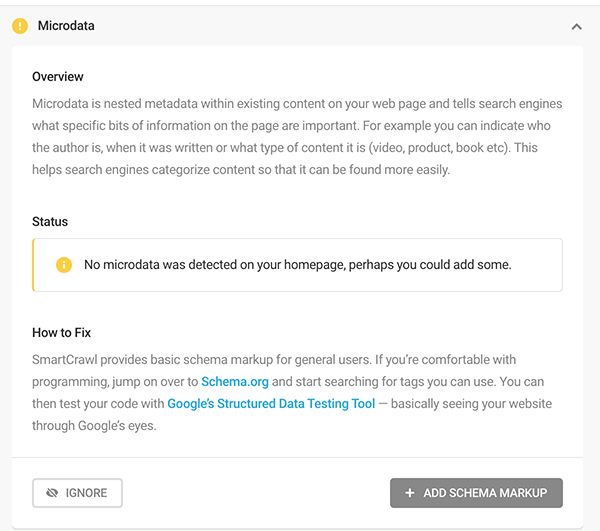 Microdata
Overview
Microdata is nested metadata within existing content on your web page and tells search engines
what specific bits of information on the page are important. For example you can indicate who
the author is, when it was written or what type of content it is (video, product, book etc). This
helps search engines categorize content so that it can be found more easily.
Status
No microdata was detected on your homepage, perhaps you could add some.
How to Fix
SmartCrawl provides basic schema markup for general users. If you’re comfortable with
programming, jump on over to Schema.org and start searching for tags you can use. You can
then test your code with Google’s Structured Data Testing Tool — basically seeing your website
through Google’s eyes.
IGNORE
+ ADD SCHEMA MARKUP